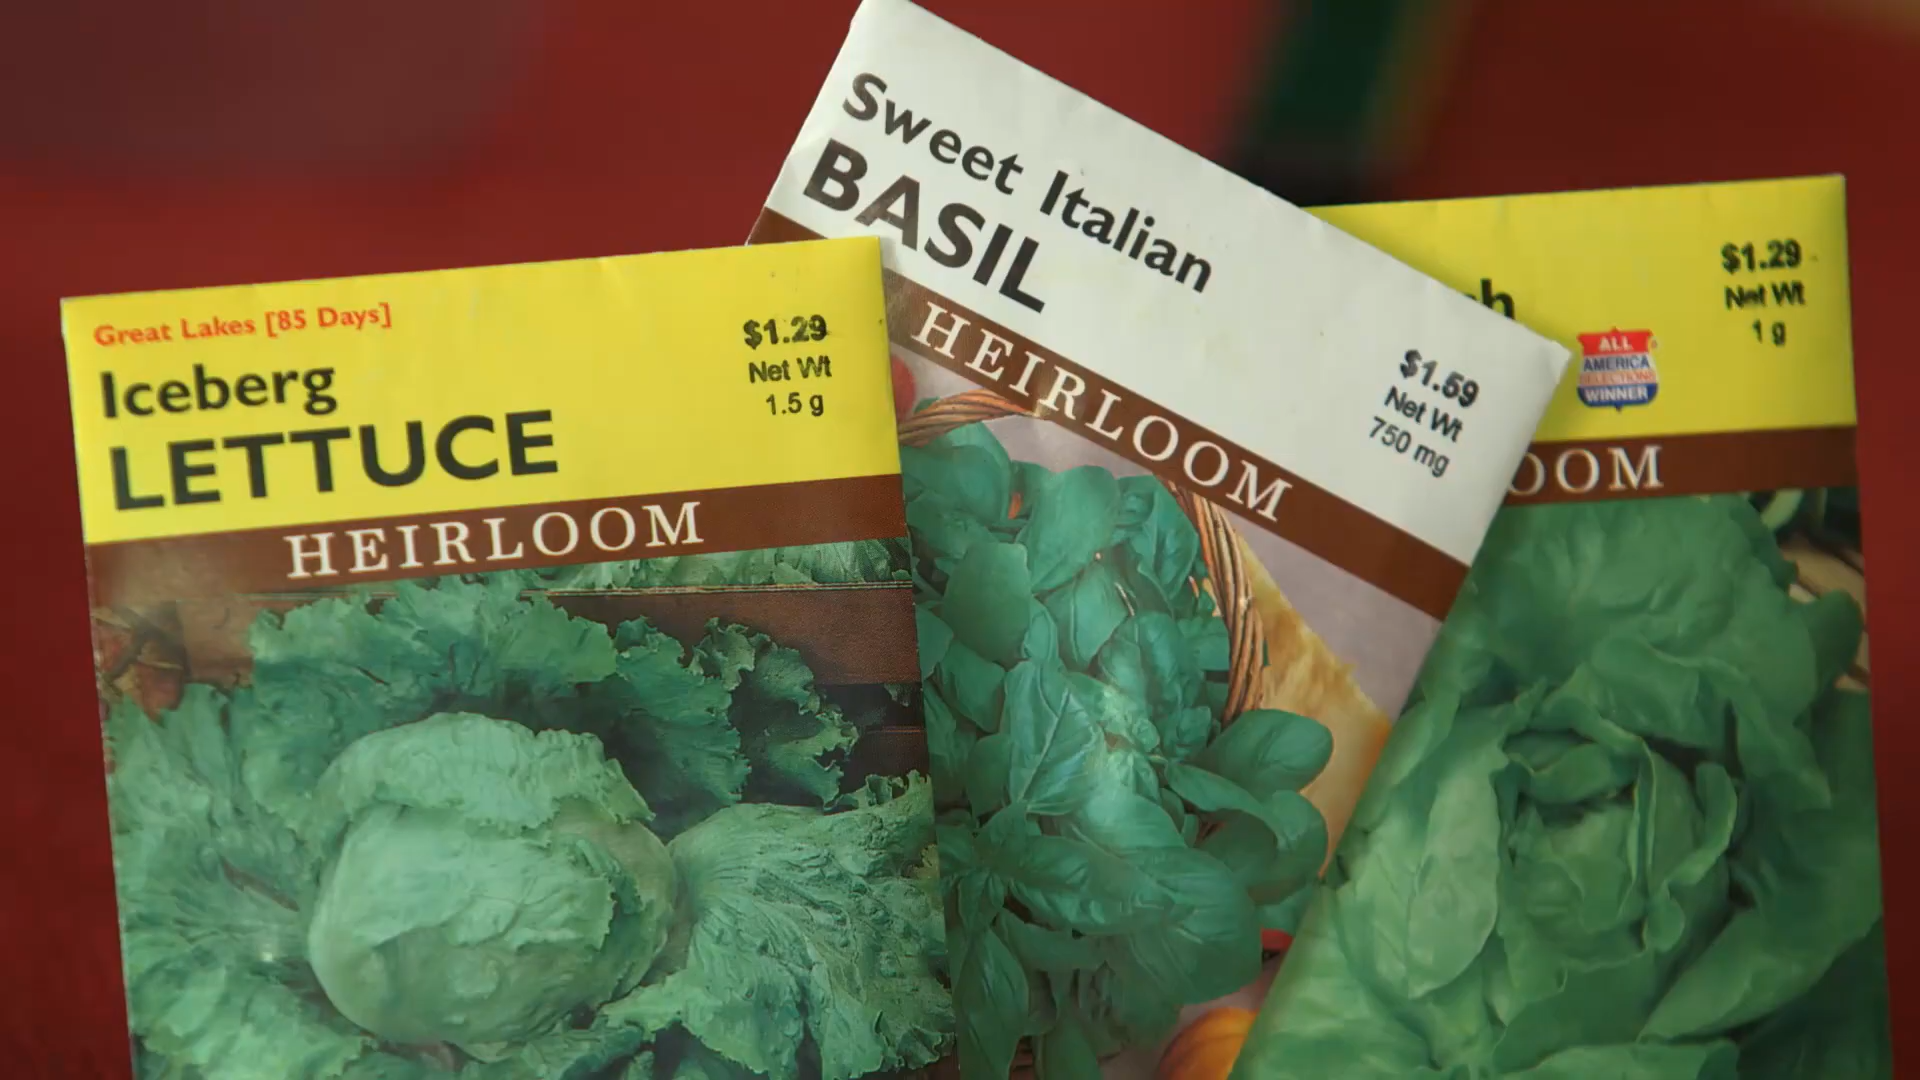 Great Lakes [85 Days]
Iceberg
LETTUCE
$1.29
Net Wt
1.5 g
HEIRLOOM
Sweet Italian
BASIL
$1.59
Net Wt
750 mg
HEIRLOOM
$1.29
Net Wt
1 g
ALL
AMERICA
SELECTIONS
WINNER
OOM